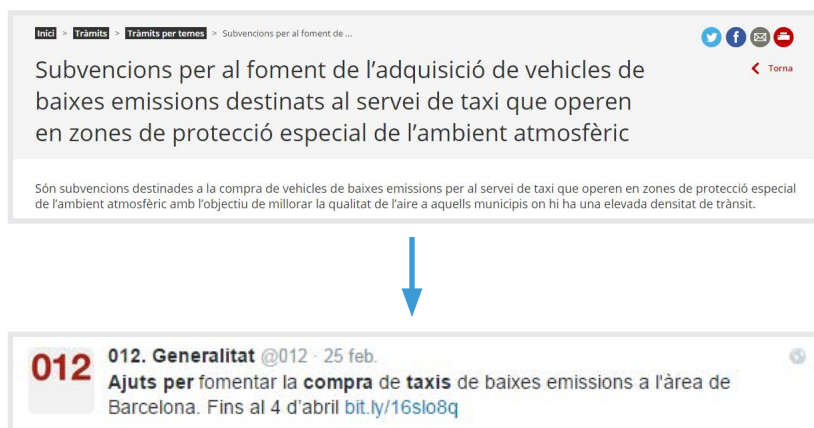 Inici > Tràmits > Tràmits per temes > Subvencions per al foment de ...
Subvencions per al foment de l’adquisició de vehicles de
baixes emissions destinats al servei de taxi que operen
en zones de protecció especial de l’ambient atmosfèric
Torna
Són subvencions destinades a la compra de vehicles de baixes emissions per al servei de taxi que operen en zones de protecció especial
de l’ambient atmosfèric amb l’objectiu de millorar la qualitat de l’aire a aquells municipis on hi ha una elevada densitat de trànsit.
012
012. Generalitat @012 · 25 feb.
Ajuts per fomentar la compra de taxis de baixes emissions a l'àrea de
Barcelona. Fins al 4 d’abril bit.ly/16slo8q